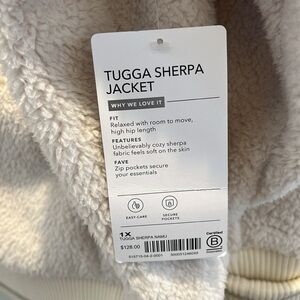 TUGGA SHERPA
JACKET
WHY WE LOVE IT
FIT
Relaxed with room to move,
high hip length
FEATURES
Unbelievably cozy sherpa
fabric feels soft on the skin
FAVE
Zip pockets secure
your essentials
EASY-CARE
SECURE
POCKETS
1X
TUGGA SHERPA NAMU
$128.00
Certified
B